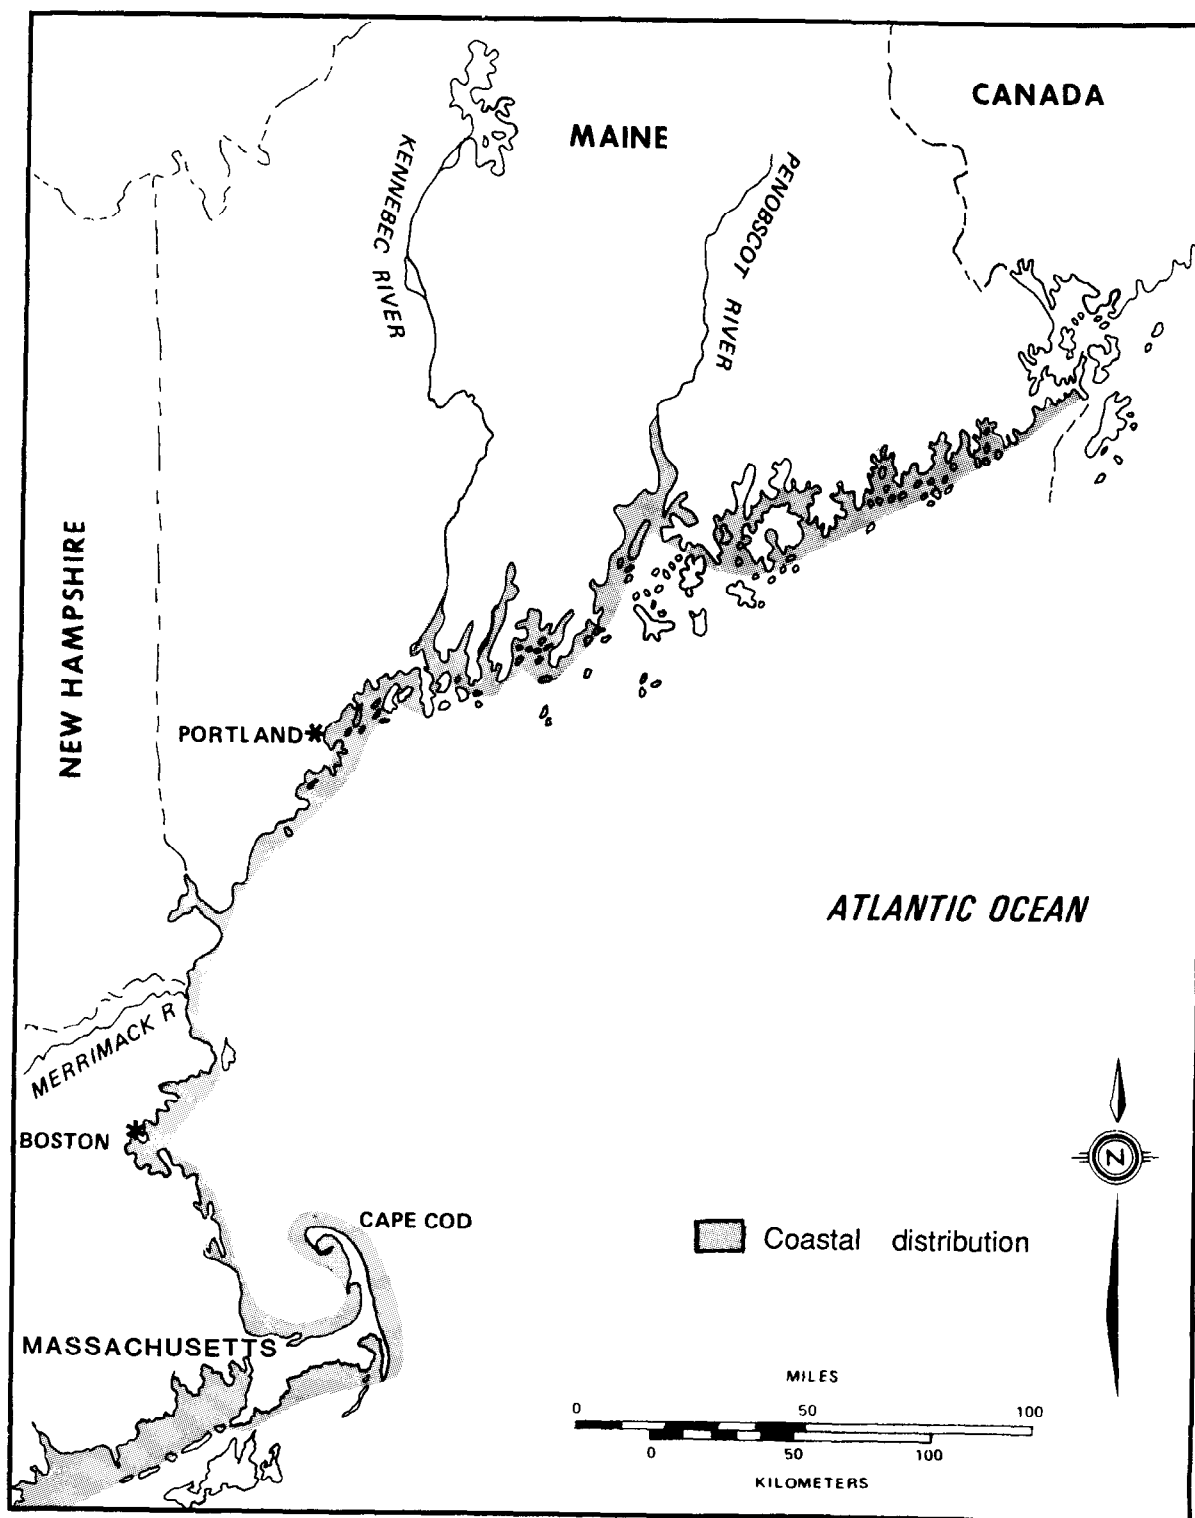 CANADA
MAINE
KENNEBEC RIVER
PENOBSCOT RIVER
NEW HAMPSHIRE
PORTLAND
ATLANTIC OCEAN
MERRIMACK R
BOSTON
N
CAPE COD
Coastal distribution
MASSACHUSETTS
MILES
0 50 100
0 50 100
KILOMETERS